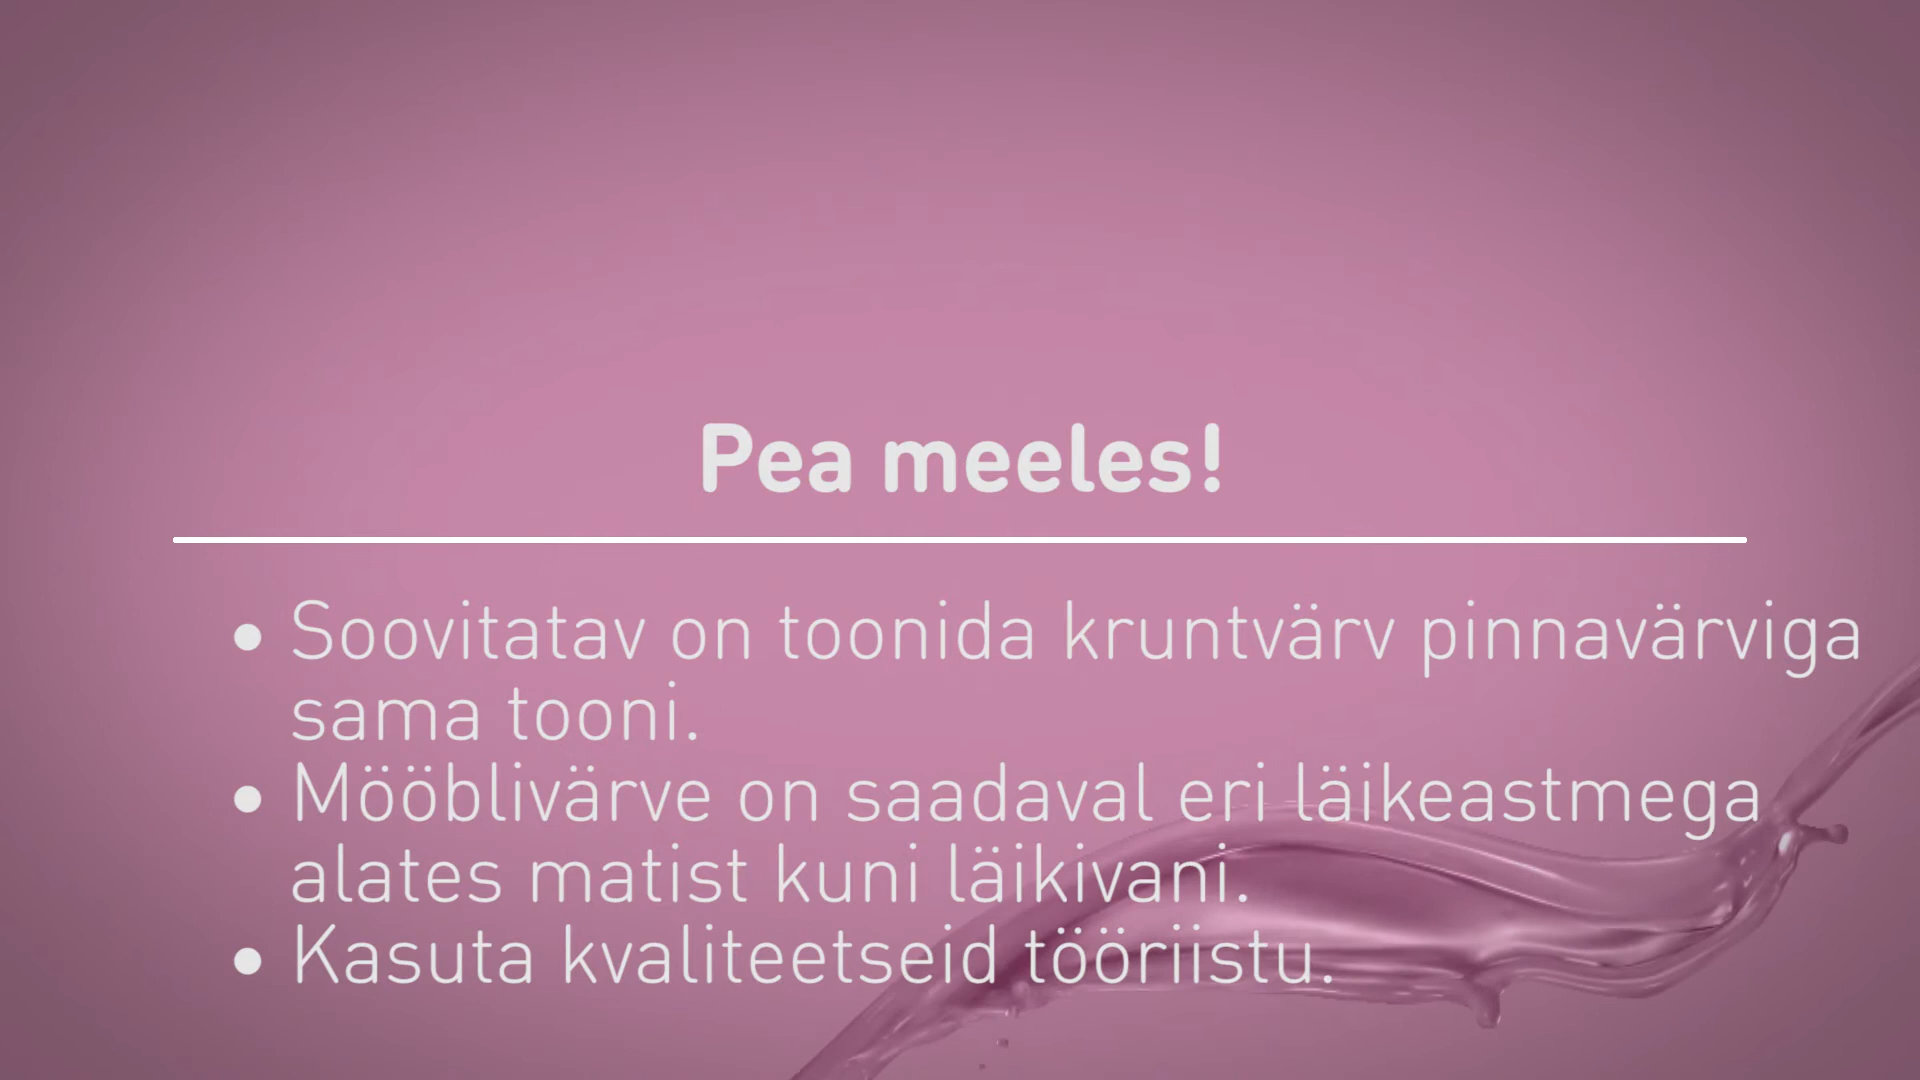 Pea meeles!
• Soovitatav on toonida kruntvärv pinnavärviga
sama tooni.
• Mööblivärve on saadaval eri läikeastmega
alates matist kuni läikivani.
• Kasuta kvaliteetseid tööriistu.